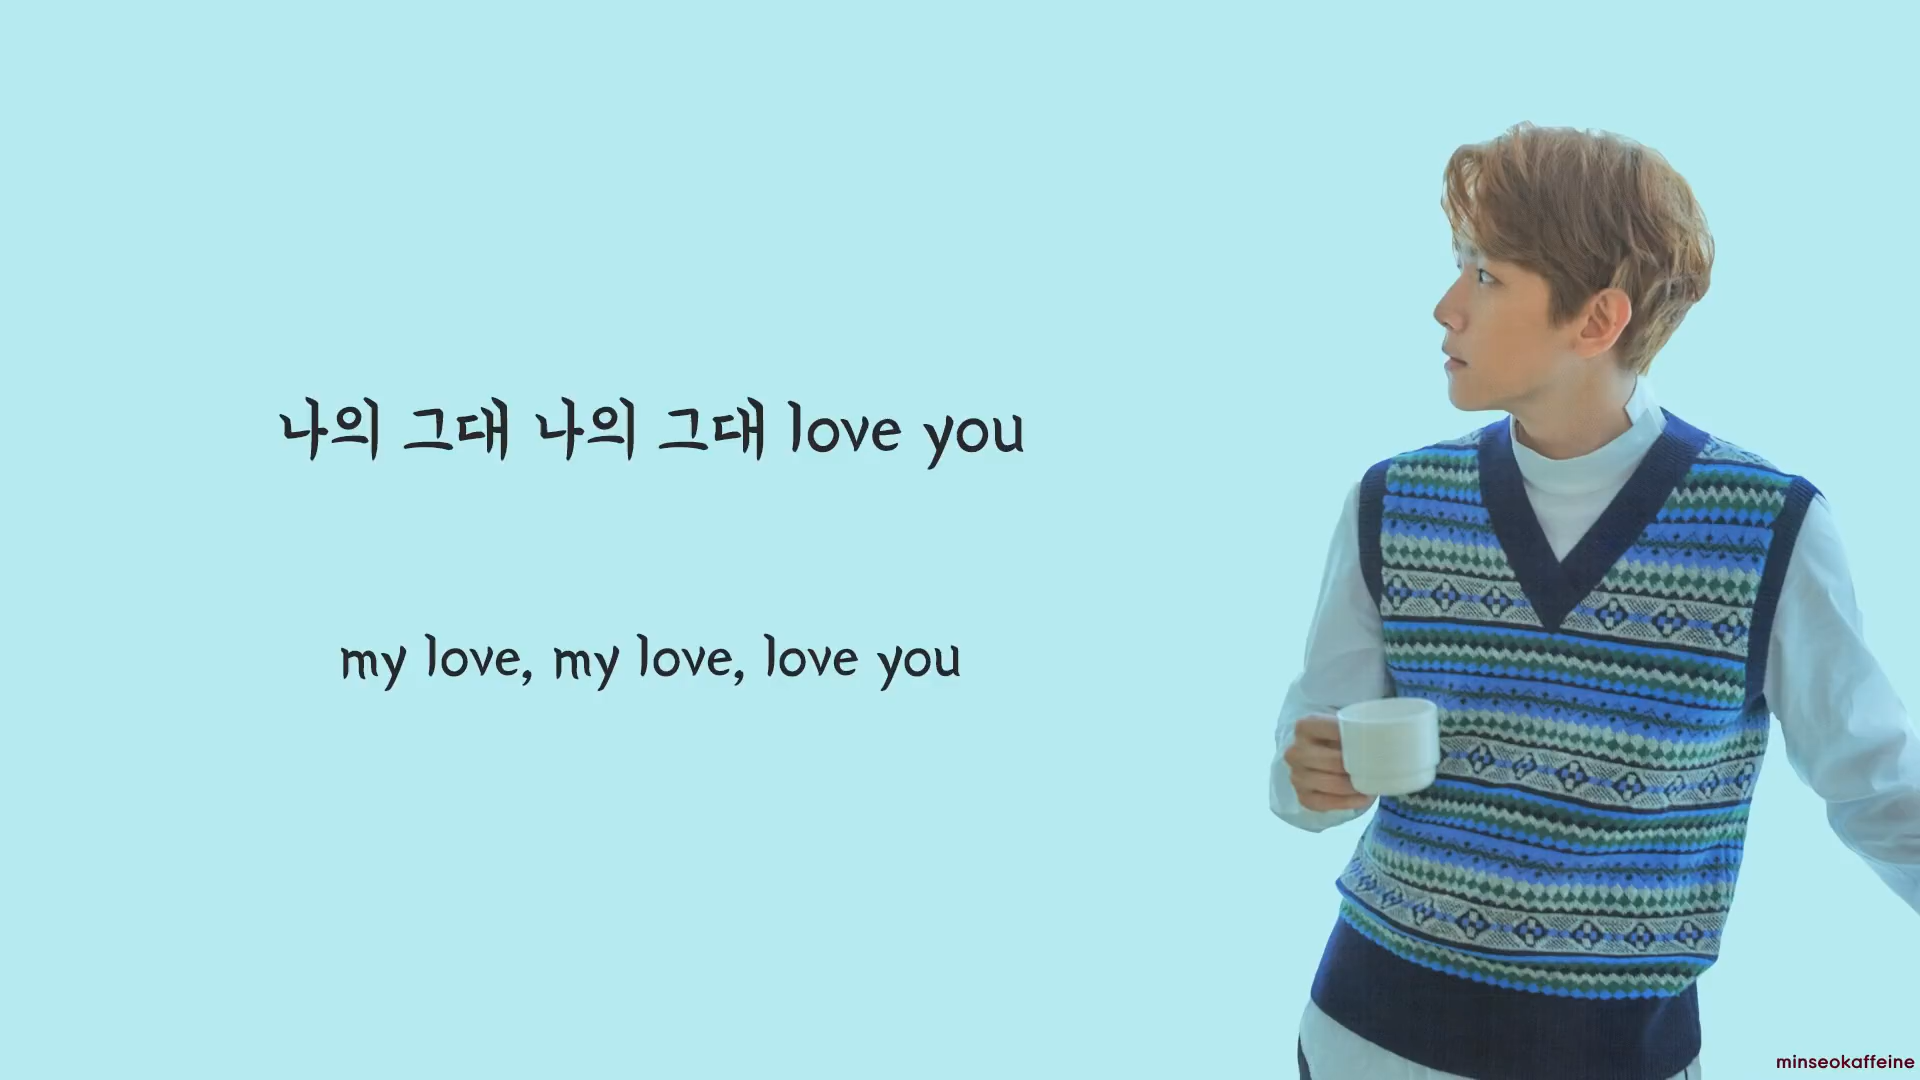 나의 그대 나의 그대 love you
my love, my love, love you
minseokaffeine